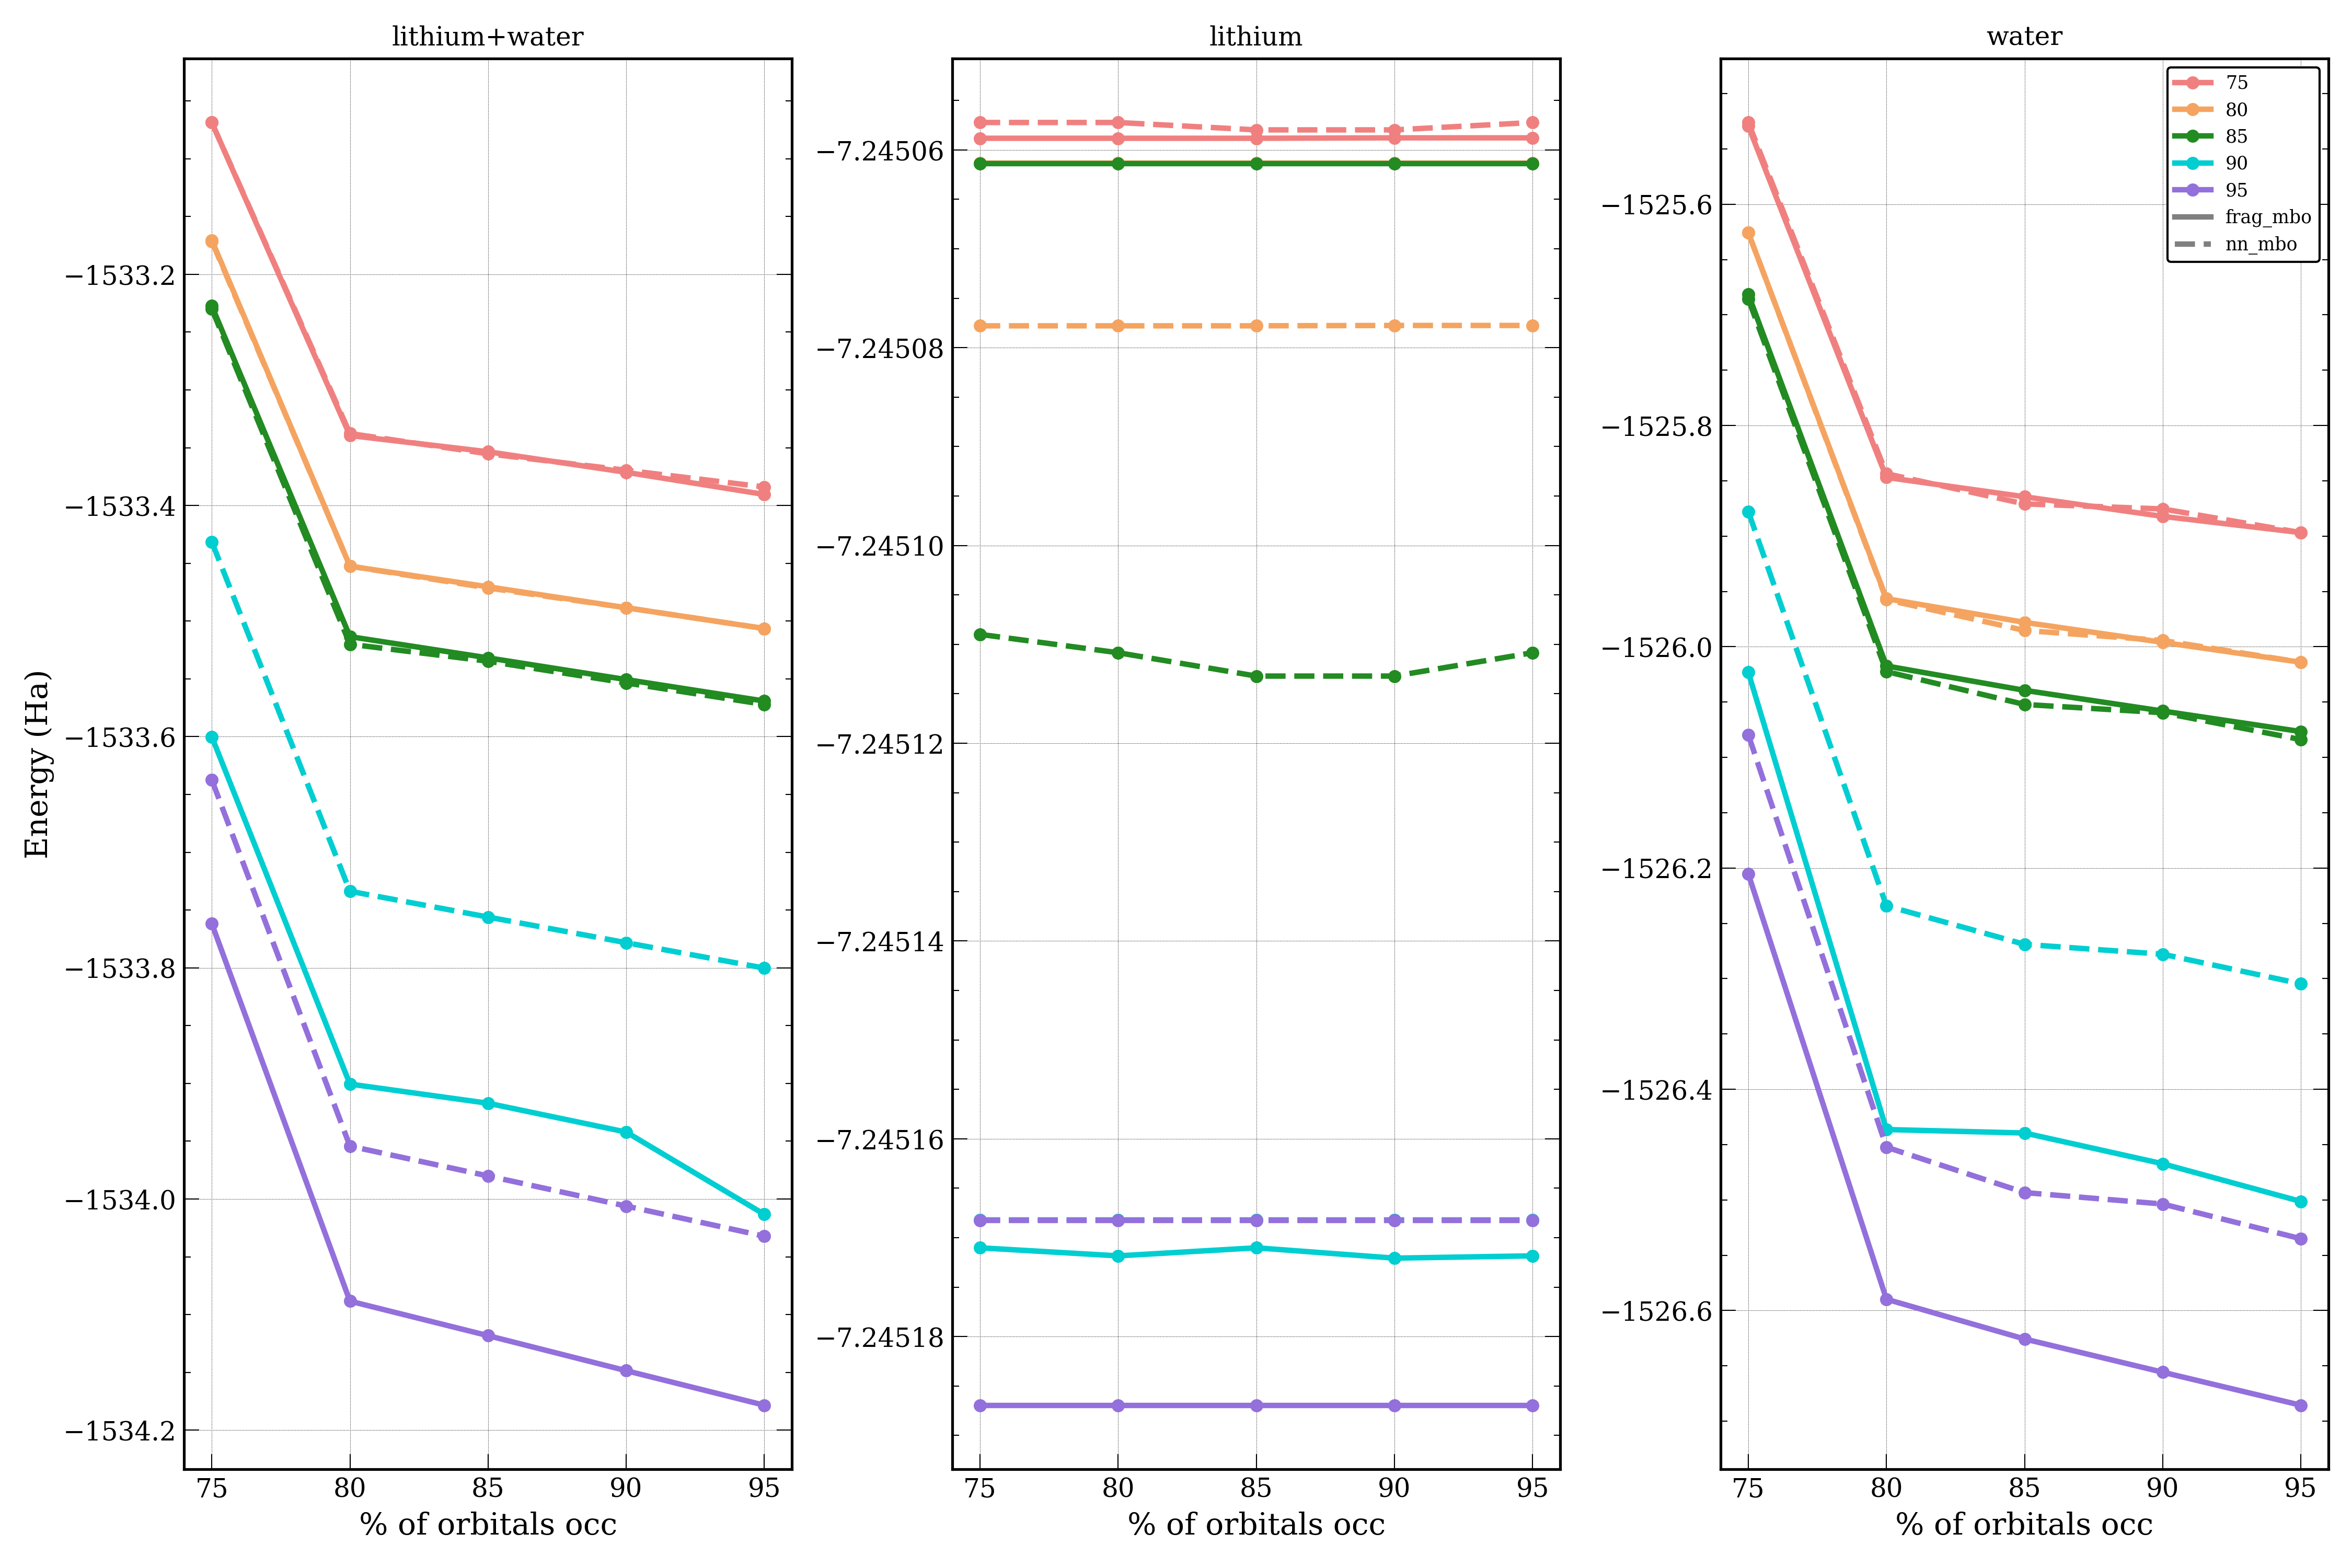 lithium+water
lithium
water
Energy (Ha)
−1533.2
−1533.4
−1533.6
−1533.8
−1534.0
−1534.2
75 80 85 90 95
% of orbitals occ
−7.24506
−7.24508
−7.24510
−7.24512
−7.24514
−7.24516
−7.24518
75 80 85 90 95
% of orbitals occ
−1525.6
−1525.8
−1526.0
−1526.2
−1526.4
−1526.6
75 80 85 90 95
% of orbitals occ
75
80
85
90
95
frag_mbo
nn_mbo